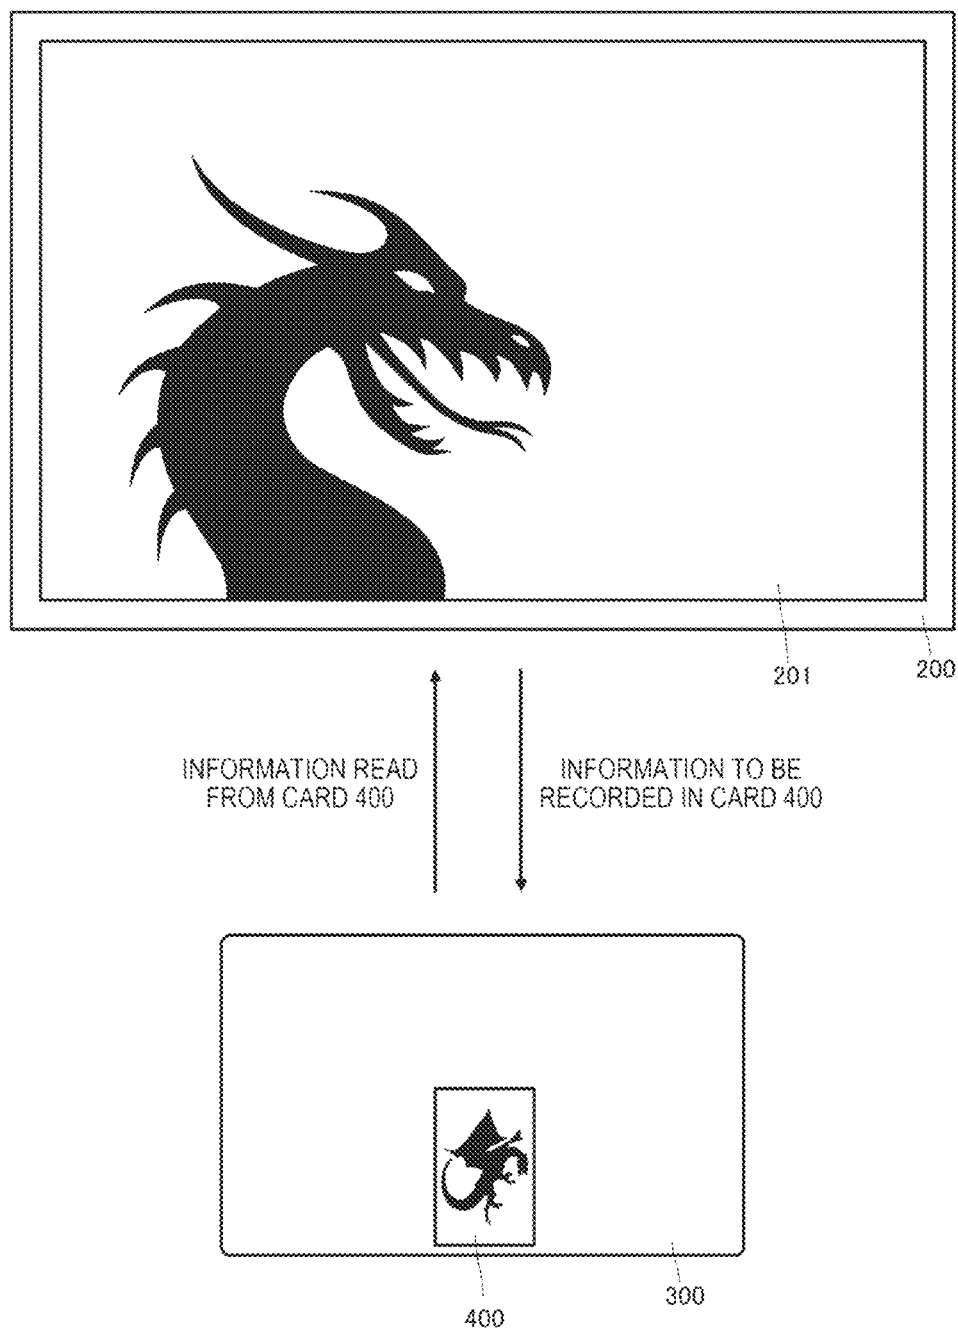 201
200
INFORMATION READ
FROM CARD 400
INFORMATION TO BE
RECORDED IN CARD 400
400
300